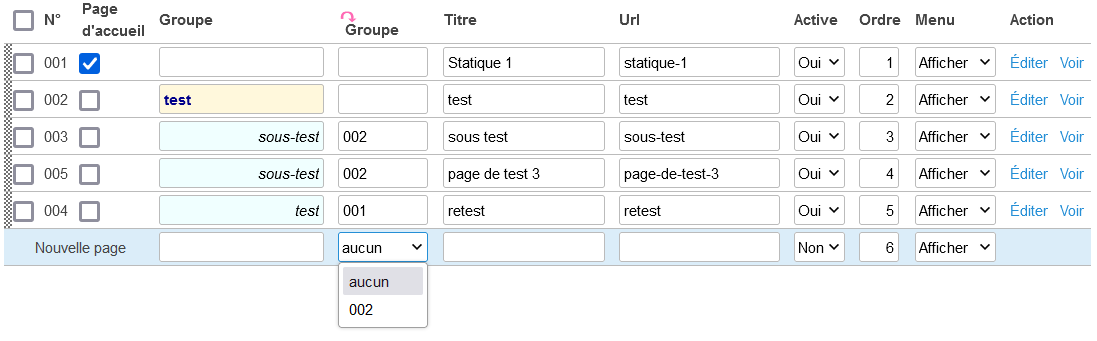 N° Page d'accueil Groupe Groupe Titre Url Active Ordre Menu Action
001 Statique 1 statique-1 Oui 1 Afficher Éditer Voir
002 test test test Oui 2 Afficher Éditer Voir
003 sous-test 002 sous test sous-test Oui 3 Afficher Éditer Voir
005 sous-test 002 page de test 3 page-de-test-3 Oui 4 Afficher Éditer Voir
004 test 001 retest retest Oui 5 Afficher Éditer Voir
Nouvelle page aucun Non 6 Afficher
aucun
002